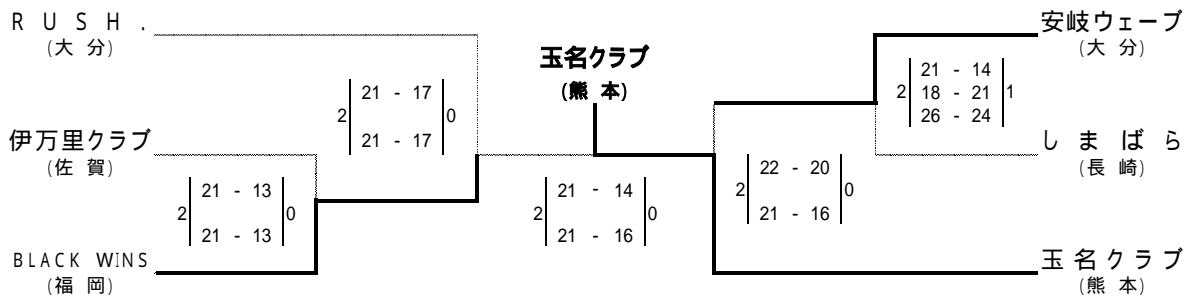 R U S H .
(大 分)
伊万里クラブ
(佐 賀)
BLACK WINS
(福 岡)
2 21 - 17 0
21 - 17
2 21 - 13 0
21 - 13
玉名クラブ
(熊 本)
2 21 - 14 0
21 - 16
2 22 - 20 0
21 - 16
21 - 14
2 18 - 21 1
26 - 24
安岐ウェーブ
(大 分)
し ま ば ら
(長 崎)
玉 名 ク ラ ブ
(熊 本)